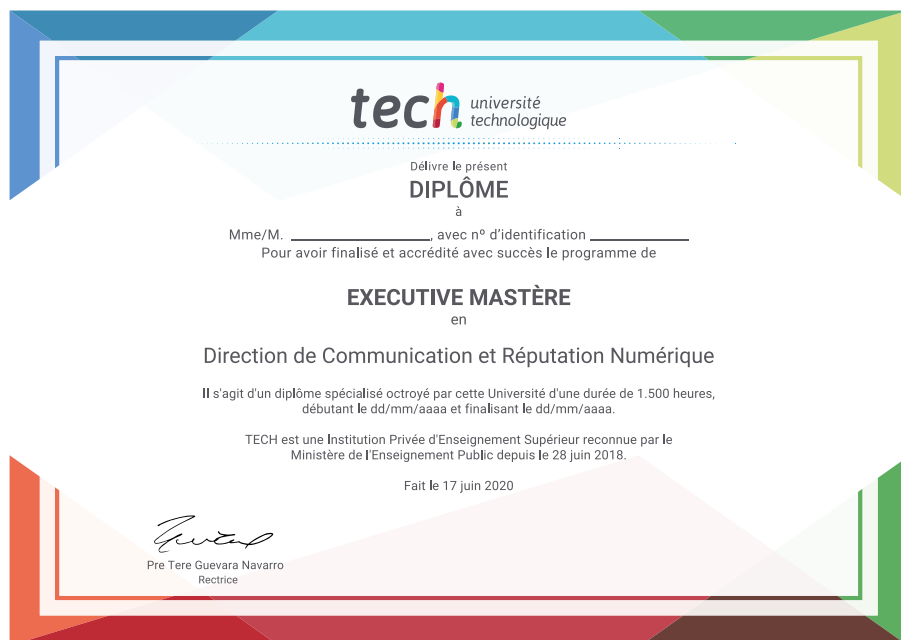 tech université
technologique
Délivre le présent
DIPLÔME
à
Mme/M. ____________________, avec nº d'identification ______________
Pour avoir finalisé et accrédité avec succès le programme de
EXECUTIVE MASTÈRE
en
Direction de Communication et Réputation Numérique
Il s'agit d'un diplôme spécialisé octroyé par cette Université d'une durée de 1.500 heures,
débutant le dd/mm/aaaa et finalisant le dd/mm/aaaa.
TECH est une Institution Privée d'Enseignement Supérieur reconnue par le
Ministère de l'Enseignement Public depuis le 28 juin 2018.
Fait le 17 juin 2020
Pre Tere Guevara Navarro
Rectrice